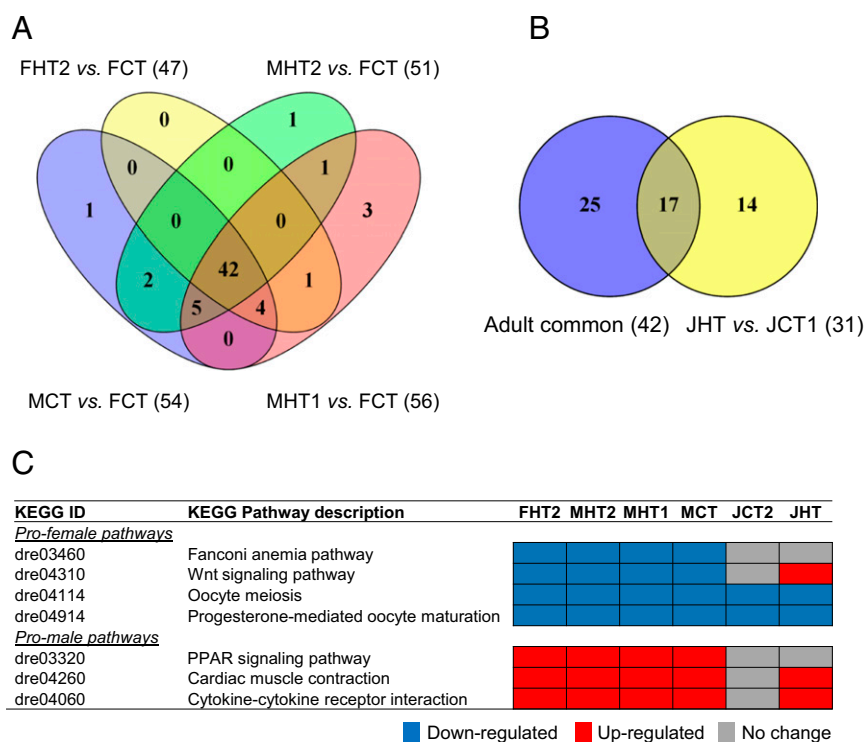 A
B
FHT2 vs. FCT (47)
MHT2 vs. FCT (51)
0
1
0
0
1
1
3
0
0
2
42
1
5
4
0
MCT vs. FCT (54)
MHT1 vs. FCT (56)
25
17
14
Adult common (42)
JHT vs. JCT1 (31)
C
KEGG ID KEGG Pathway description FHT2 MHT2 MHT1 MCT JCT2 JHT
Pro-female pathways
dre03460 Fanconi anemia pathway
dre04310 Wnt signaling pathway
dre04114 Oocyte meiosis
dre04914 Progesterone-mediated oocyte maturation
Pro-male pathways
dre03320 PPAR signaling pathway
dre04260 Cardiac muscle contraction
dre04060 Cytokine-cytokine receptor interaction
Down-regulated Up-regulated No change